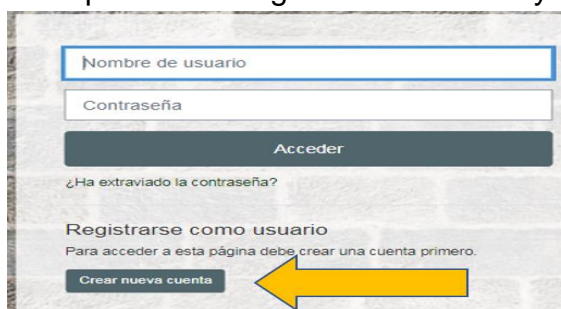 Nombre de usuario
Contraseña
Acceder
¿Ha extraviado la contraseña?
Registrarse como usuario
Para acceder a esta página debe crear una cuenta primero.
Crear nueva cuenta